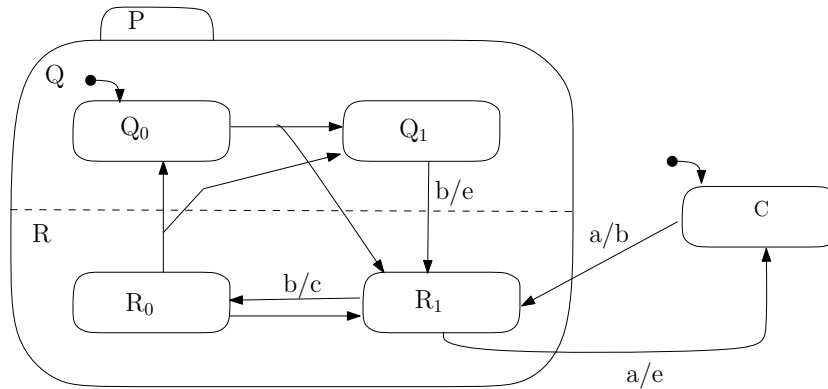 P
Q
Q₀
Q₁
b/e
C
R
a/b
R₀
b/c
R₁
a/e